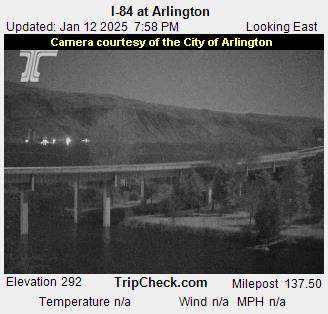 I-84 at Arlington
Updated: Jan 12 2025 7:58 PM Looking East
Camera courtesy of the City of Arlington
Elevation 292 TripCheck.com Milepost 137.50
Temperature n/a Wind n/a MPH n/a